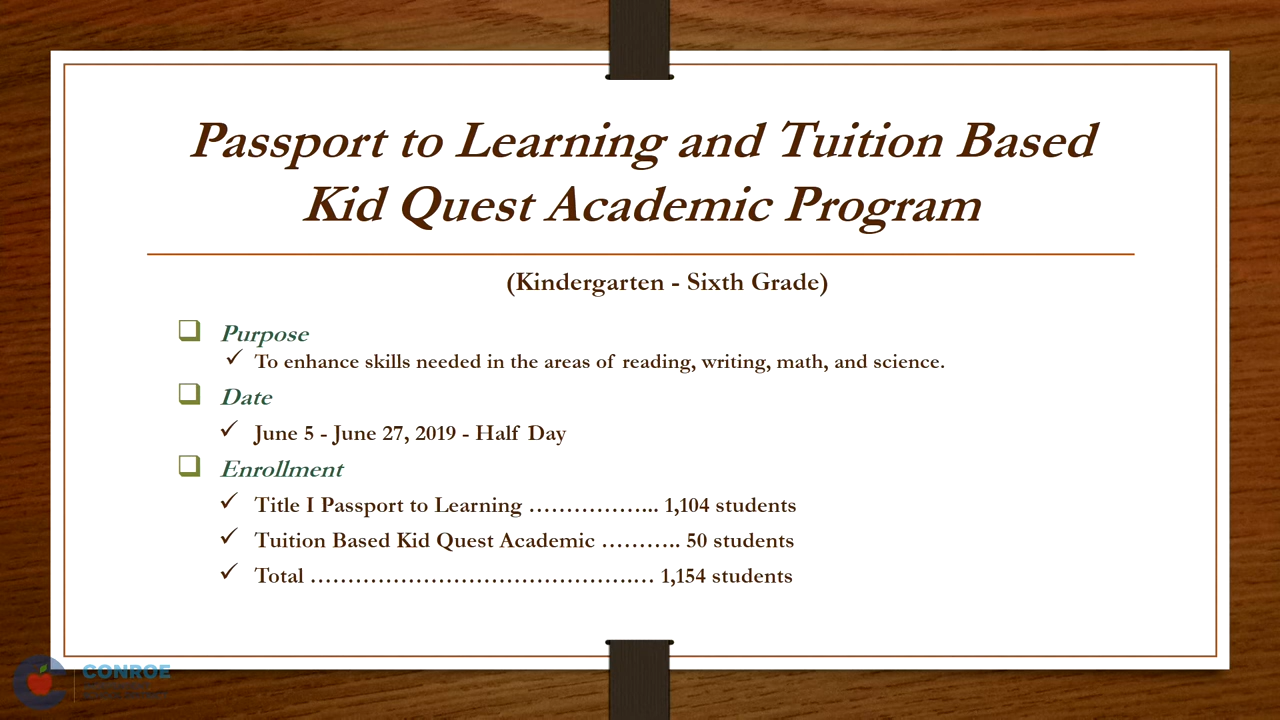 Passport to Learning and Tuition Based
Kid Quest Academic Program
(Kindergarten - Sixth Grade)
Purpose
To enhance skills needed in the areas of reading, writing, math, and science.
Date
June 5 - June 27, 2019 - Half Day
Enrollment
Title I Passport to Learning ……………... 1,104 students
Tuition Based Kid Quest Academic ……….. 50 students
Total …………………………………….… 1,154 students
CONROE